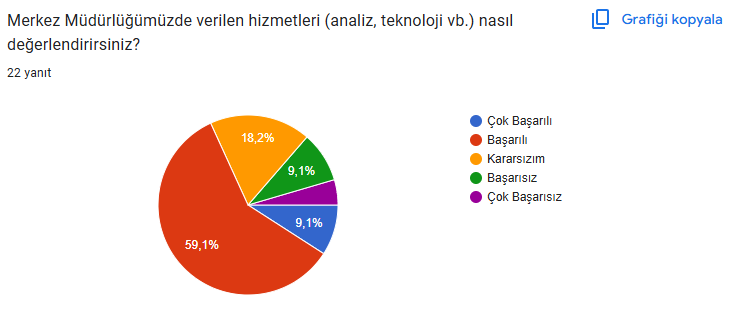 Merkez Müdürlüğümüzde verilen hizmetleri (analiz, teknoloji vb.) nasıl
değerlendirirsiniz?
Grafiği kopyala
22 yanıt
Çok Başarılı
Başarılı
Kararsızım
Başarısız
Çok Başarısız
18,2%
9,1%
9,1%
59,1%